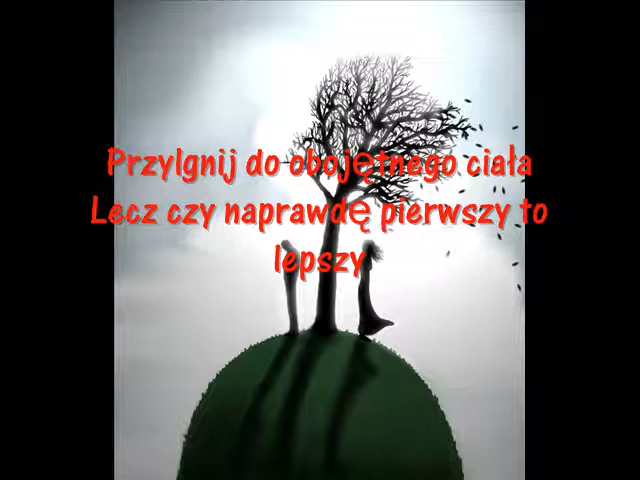 Przylgnij do obojętnego ciała
Lecz czy naprawdę pierwszy to
lepszy